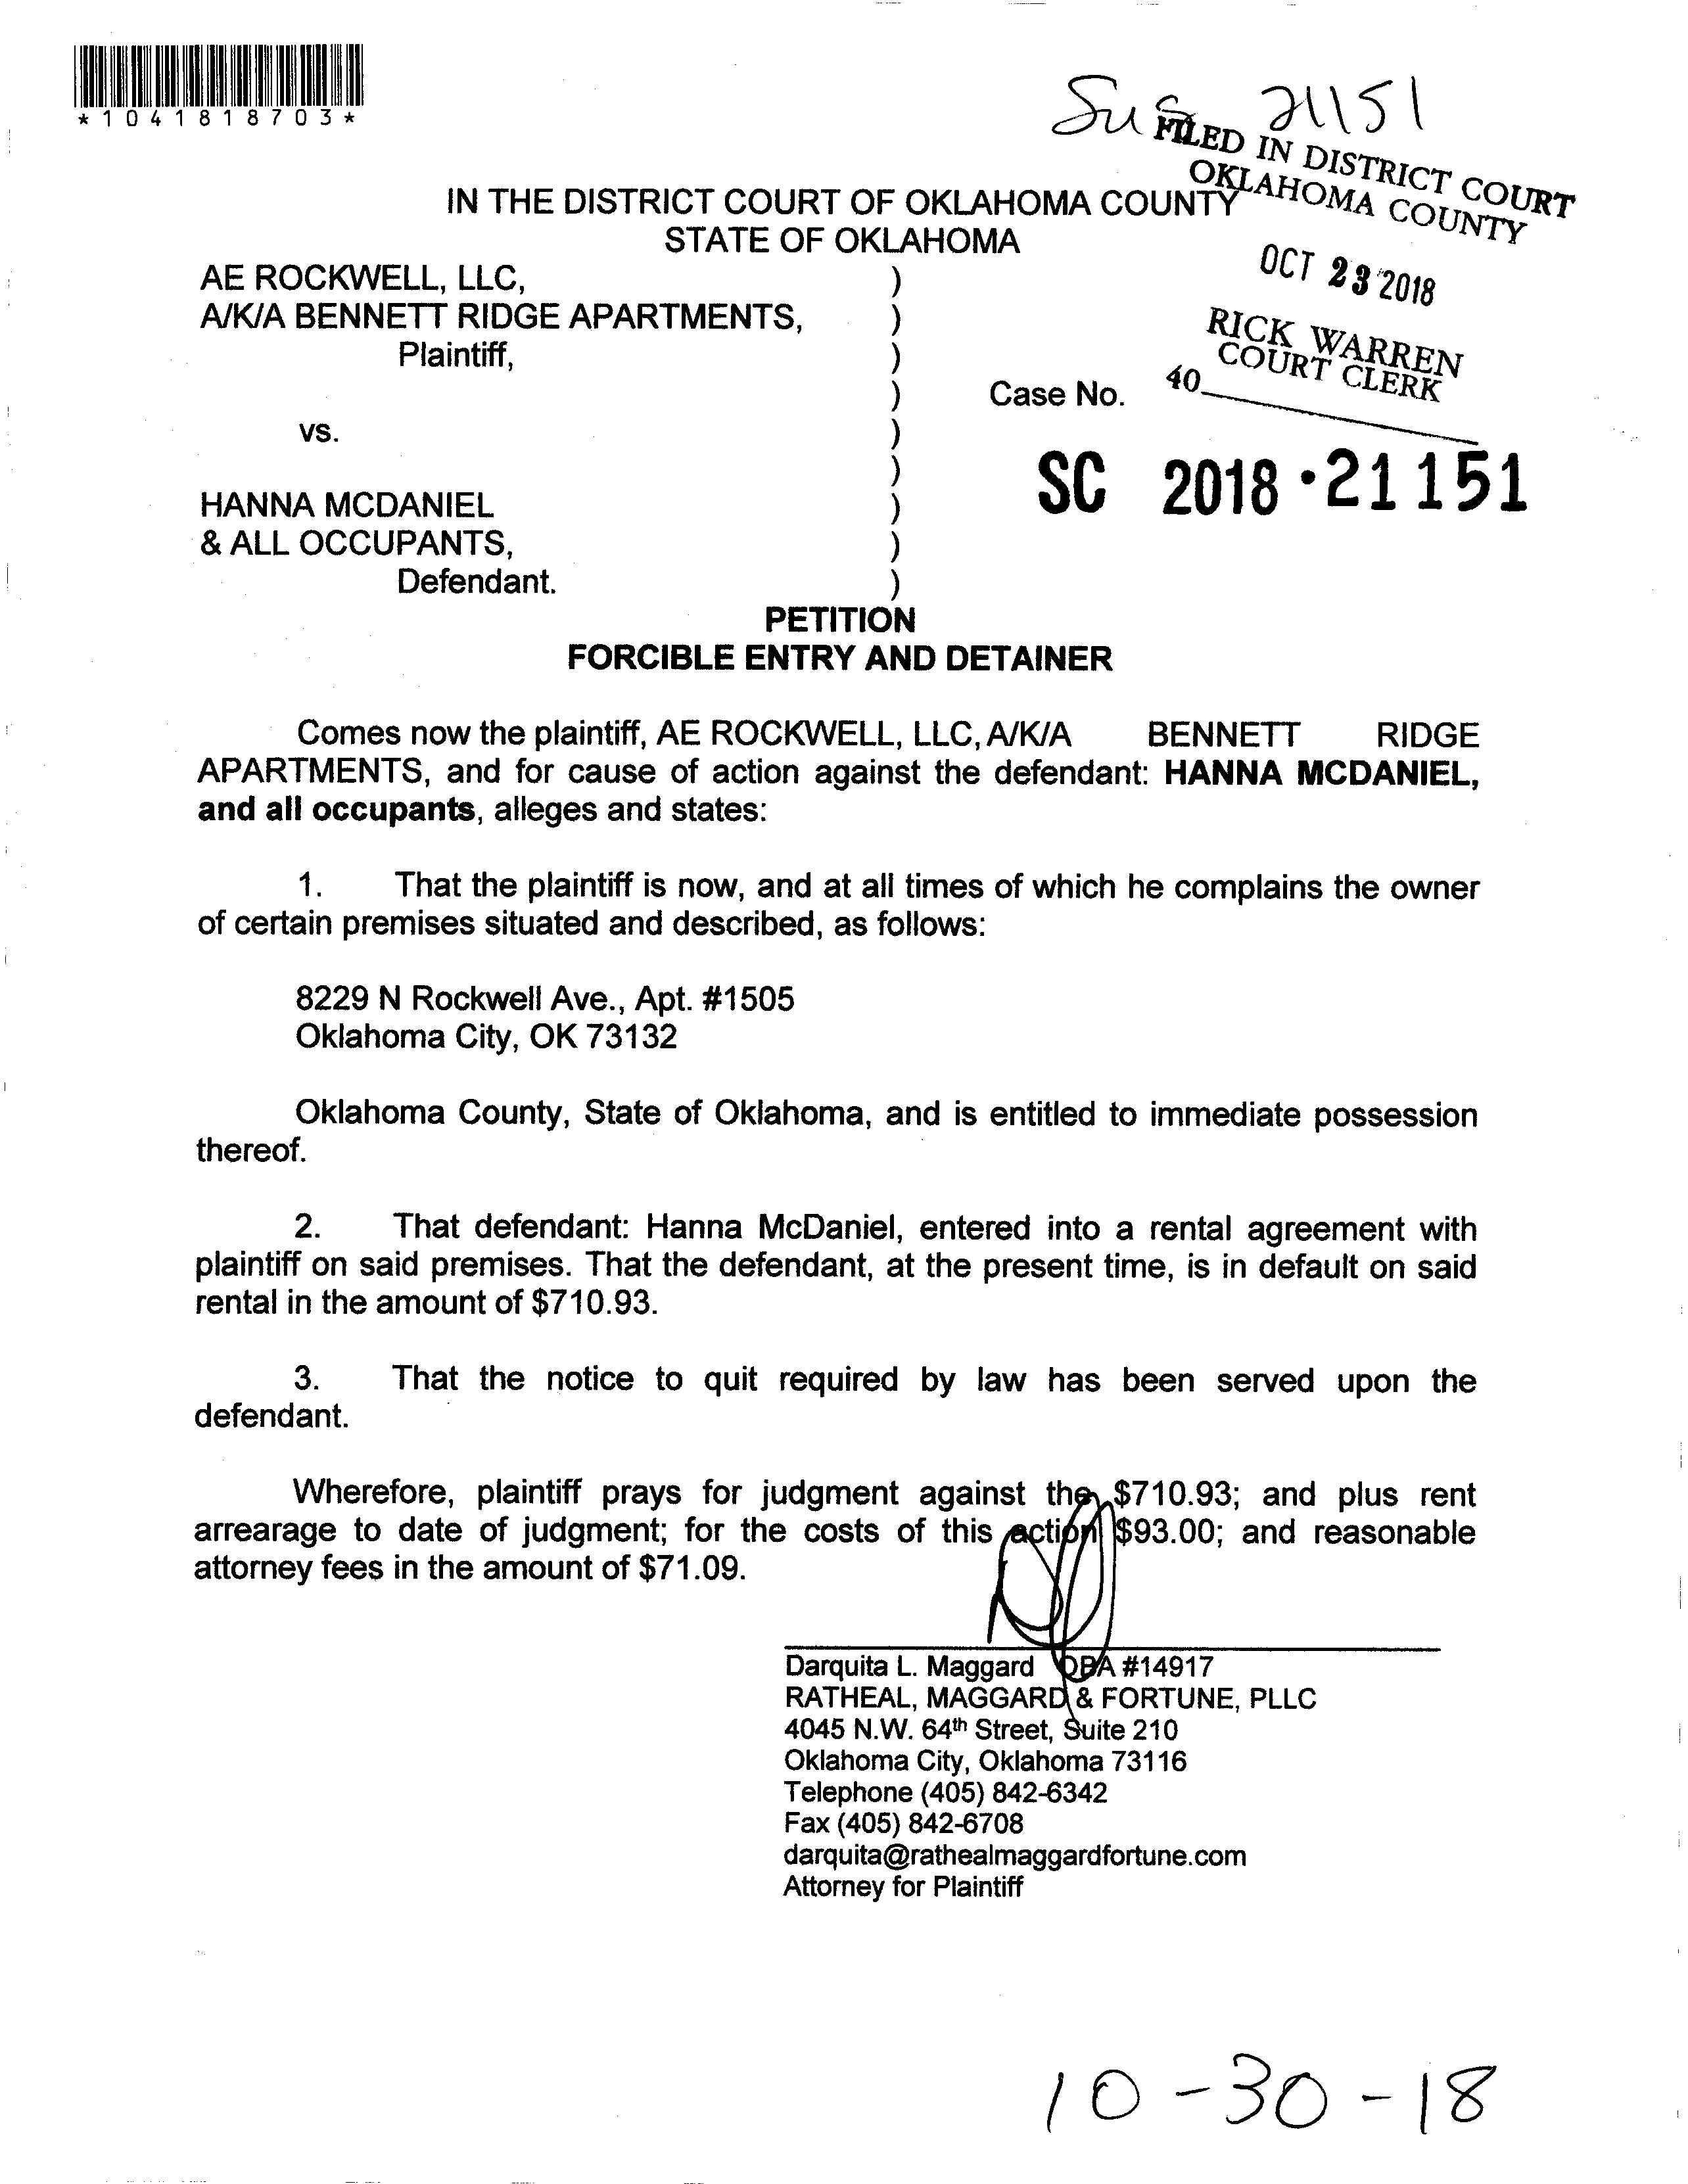 *1041818703*
21151
FILED IN DISTRICT COURT
OKLAHOMA COUNTY
IN THE DISTRICT COURT OF OKLAHOMA COUNTY
STATE OF OKLAHOMA
OCT 23 2018
RICK WARREN
COURT CLERK
40
AE ROCKWELL, LLC, )
A/K/A BENNETT RIDGE APARTMENTS, )
Plaintiff, )
) Case No.
vs. )
) SC 2018-21151
HANNA MCDANIEL )
& ALL OCCUPANTS, )
Defendant. )
PETITION
FORCIBLE ENTRY AND DETAINER
Comes now the plaintiff, AE ROCKWELL, LLC, A/K/A BENNETT RIDGE
APARTMENTS, and for cause of action against the defendant: HANNA MCDANIEL,
and all occupants, alleges and states:
1. That the plaintiff is now, and at all times of which he complains the owner
of certain premises situated and described, as follows:
8229 N Rockwell Ave., Apt. #1505
Oklahoma City, OK 73132
Oklahoma County, State of Oklahoma, and is entitled to immediate possession
thereof.
2. That defendant: Hanna McDaniel, entered into a rental agreement with
plaintiff on said premises. That the defendant, at the present time, is in default on said
rental in the amount of $710.93.
3. That the notice to quit required by law has been served upon the
defendant.
Wherefore, plaintiff prays for judgment against the $710.93; and plus rent
arrearage to date of judgment; for the costs of this action $93.00; and reasonable
attorney fees in the amount of $71.09.
Darquita L. Maggard OBA #14917
RATHEAL, MAGGARD & FORTUNE, PLLC
4045 N.W. 64th Street, Suite 210
Oklahoma City, Oklahoma 73116
Telephone (405) 842-6342
Fax (405) 842-6708
darquita@rathealmaggardfortune.com
Attorney for Plaintiff
10-30-18